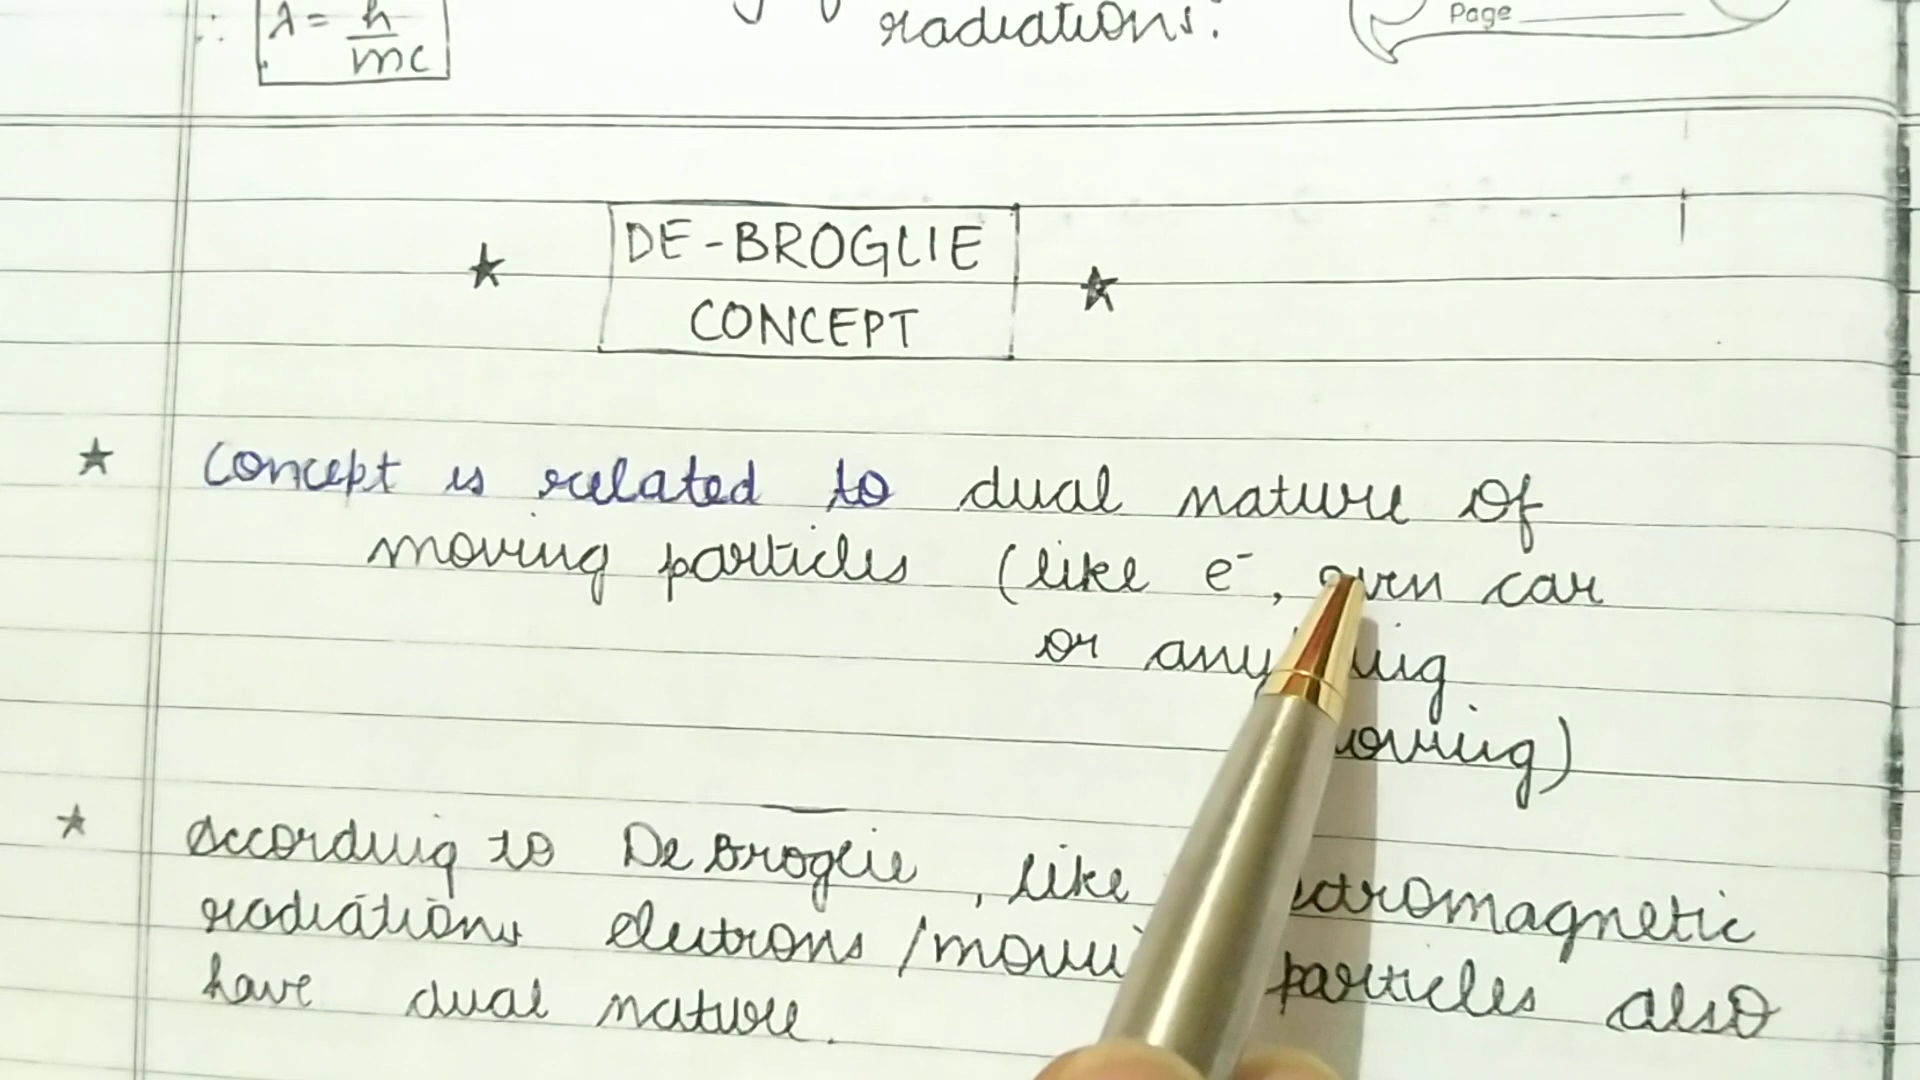 ∴ λ = h/mc
radiations.
Page
DE-BROGLIE
CONCEPT
Concept is related to dual nature of
moving particles (like e⁻, even car
or
)
According to De Broglie, like
radiations electrons / particles also
have dual nature.